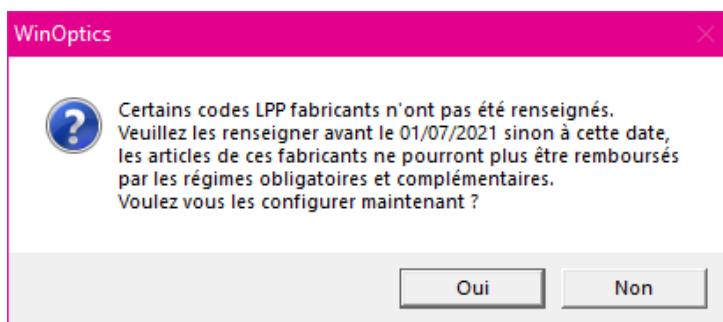 WinOptics
Certains codes LPP fabricants n'ont pas été renseignés.
Veuillez les renseigner avant le 01/07/2021 sinon à cette date,
les articles de ces fabricants ne pourront plus être remboursés
par les régimes obligatoires et complémentaires.
Voulez vous les configurer maintenant ?
Oui
Non